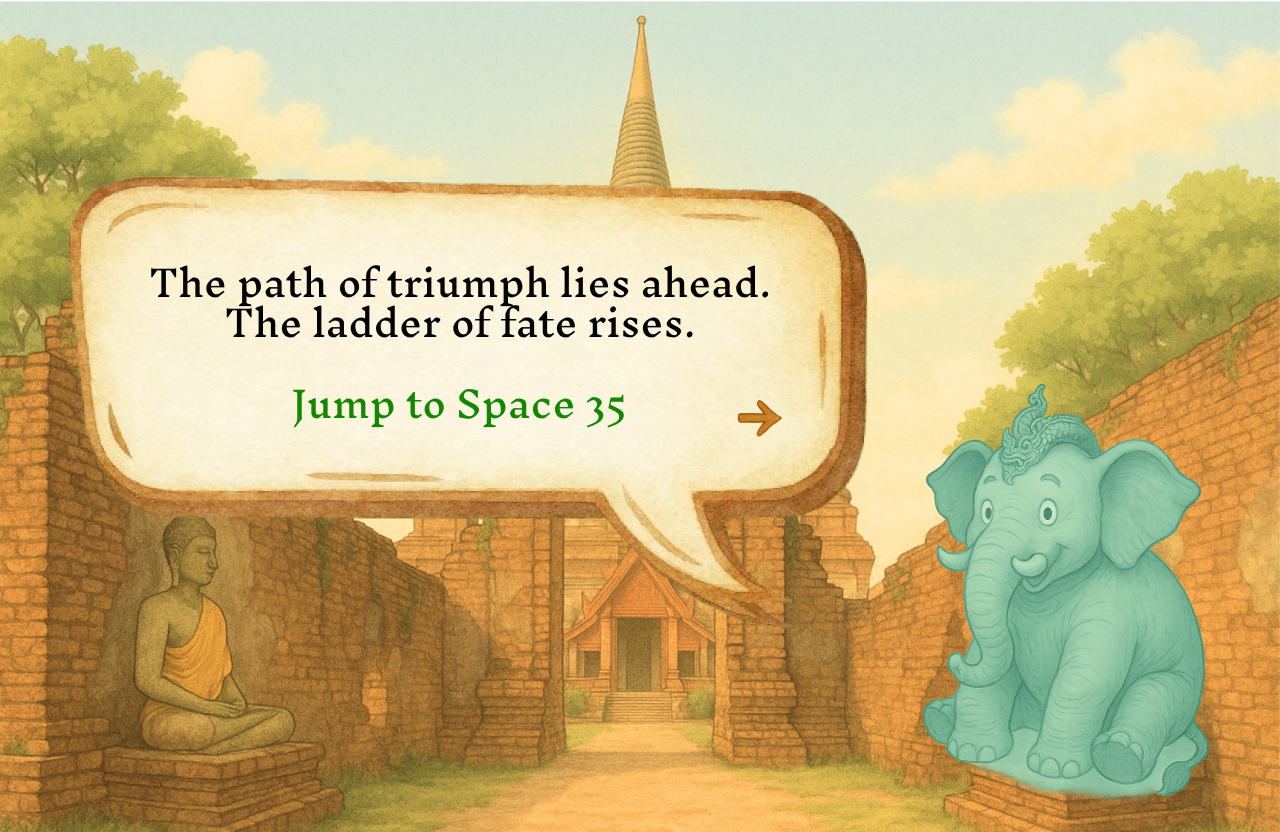 The path of triumph lies ahead.
The ladder of fate rises.
Jump to Space 35